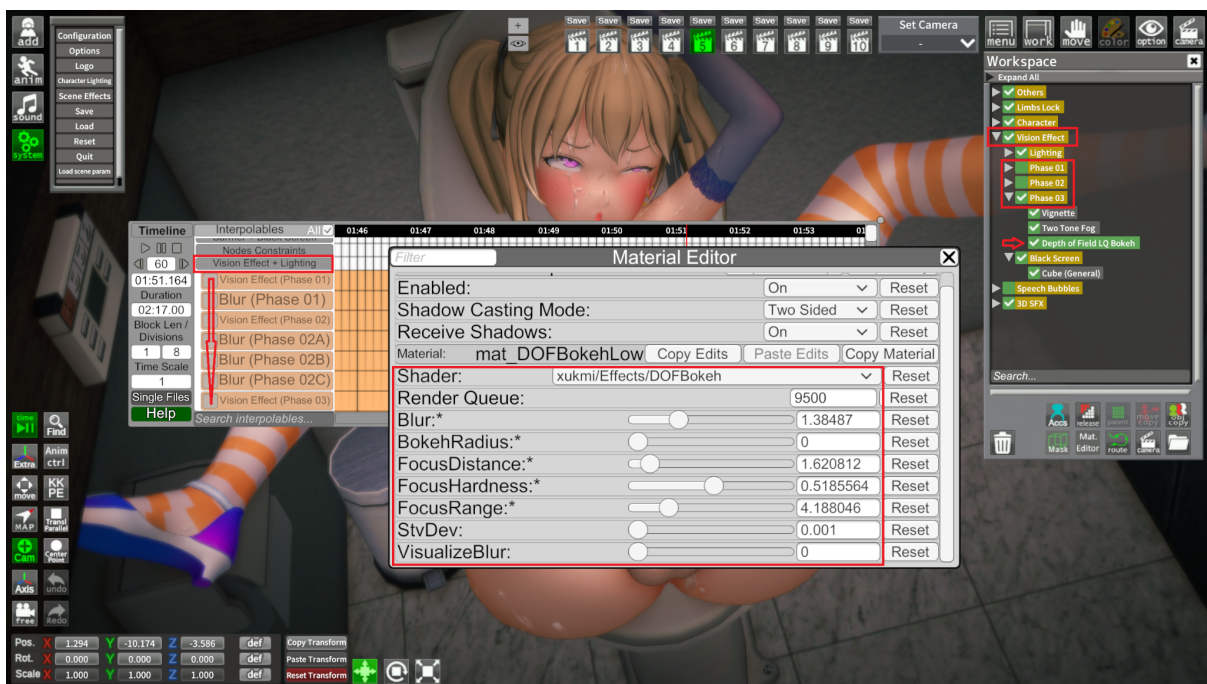 add
anim
sound
system
Configuration
Options
Logo
Character Lighting
Scene Effects
Save
Load
Reset
Quit
Load scene param
+
Save Save Save Save Save Save Save Save Save Save
1 2 3 4 5 6 7 8 9 10
Set Camera
-
menu work move color option camera
Workspace
Expand All
Others
Limbs Lock
Character
Vision Effect
Lighting
Phase 01
Phase 02
Phase 03
Vignette
Two Tone Fog
Depth of Field LQ Bokeh
Black Screen
Cube (General)
Speech Bubbles
3D SFX
Search...
Accs release parent move copy obj copy
Mask Mat. Editor route camera
Timeline
Interpolables All
01:46 01:47 01:48 01:49 01:50 01:51 01:52 01:53
60
01:51.164
Duration
02:17.00
Block Len /
Divisions
1 8
Time Scale
1
Single Files
Help
Nodes Constraints
Vision Effect + Lighting
Vision Effect (Phase 01)
Blur (Phase 01)
Vision Effect (Phase 02)
Blur (Phase 02A)
Blur (Phase 02B)
Blur (Phase 02C)
Vision Effect (Phase 03)
Search interpolables...
Filter
Material Editor
X
Enabled: On Reset
Shadow Casting Mode: Two Sided Reset
Receive Shadows: On Reset
Material: mat_DOFBokehLow Copy Edits Paste Edits Copy Material
Shader: xukmi/Effects/DOFBokeh Reset
Render Queue: 9500 Reset
Blur:* 1.38487 Reset
BokehRadius:* 0 Reset
FocusDistance:* 1.620812 Reset
FocusHardness:* 0.5185564 Reset
FocusRange:* 4.188046 Reset
StvDev: 0.001 Reset
VisualizeBlur: 0 Reset
time
Find
Extra
Anim ctrl
move
KK PE
MAP
Transl Parallel
Cam
Center Point
Axis
undo
free
Redo
Pos. X 1.294 Y -10.174 Z -3.586 def Copy Transform
Rot. X 0.000 Y 0.000 Z 0.000 def Paste Transform
Scale X 1.000 Y 1.000 Z 1.000 def Reset Transform